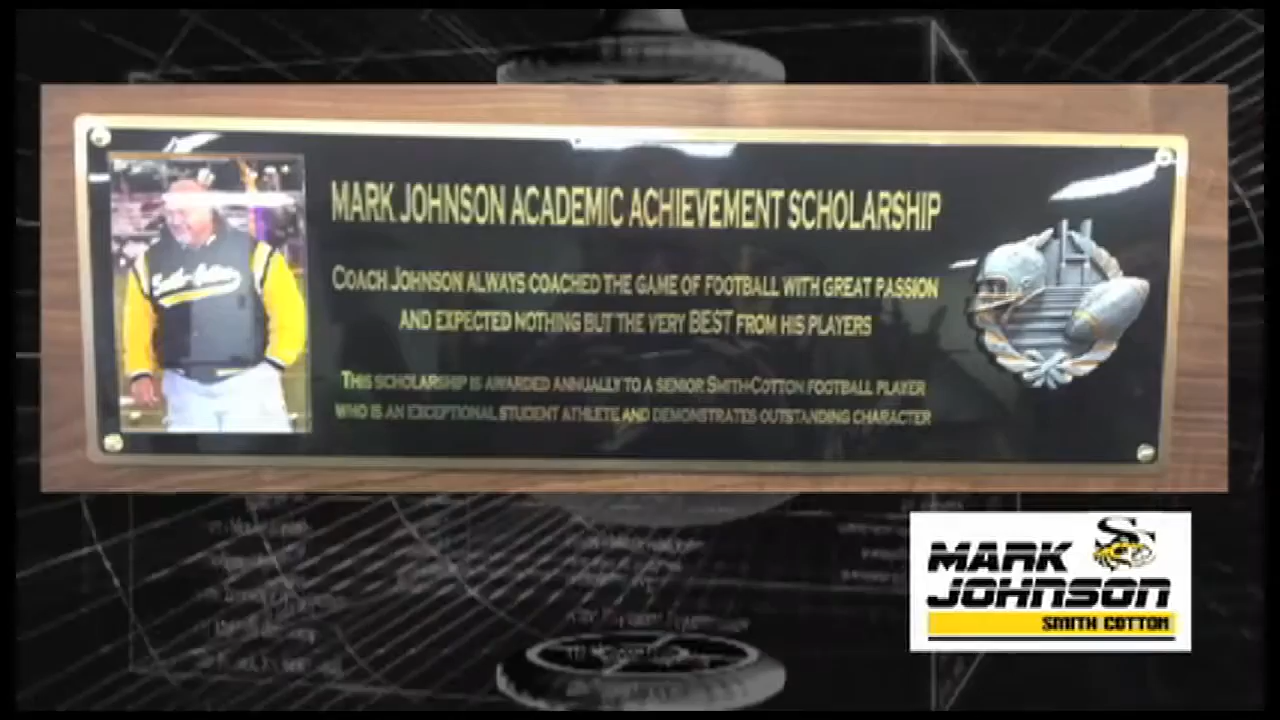 MARK JOHNSON ACADEMIC ACHIEVEMENT SCHOLARSHIP
COACH JOHNSON ALWAYS COACHED THE GAME OF FOOTBALL WITH GREAT PASSION
AND EXPECTED NOTHING BUT THE VERY BEST FROM HIS PLAYERS
THIS SCHOLARSHIP IS AWARDED ANNUALLY TO A SENIOR SMITH-COTTON FOOTBALL PLAYER
WHO IS AN EXCEPTIONAL STUDENT ATHLETE AND DEMONSTRATES OUTSTANDING CHARACTER
Smith-Cotton
MARK
JOHNSON
SMITH COTTON